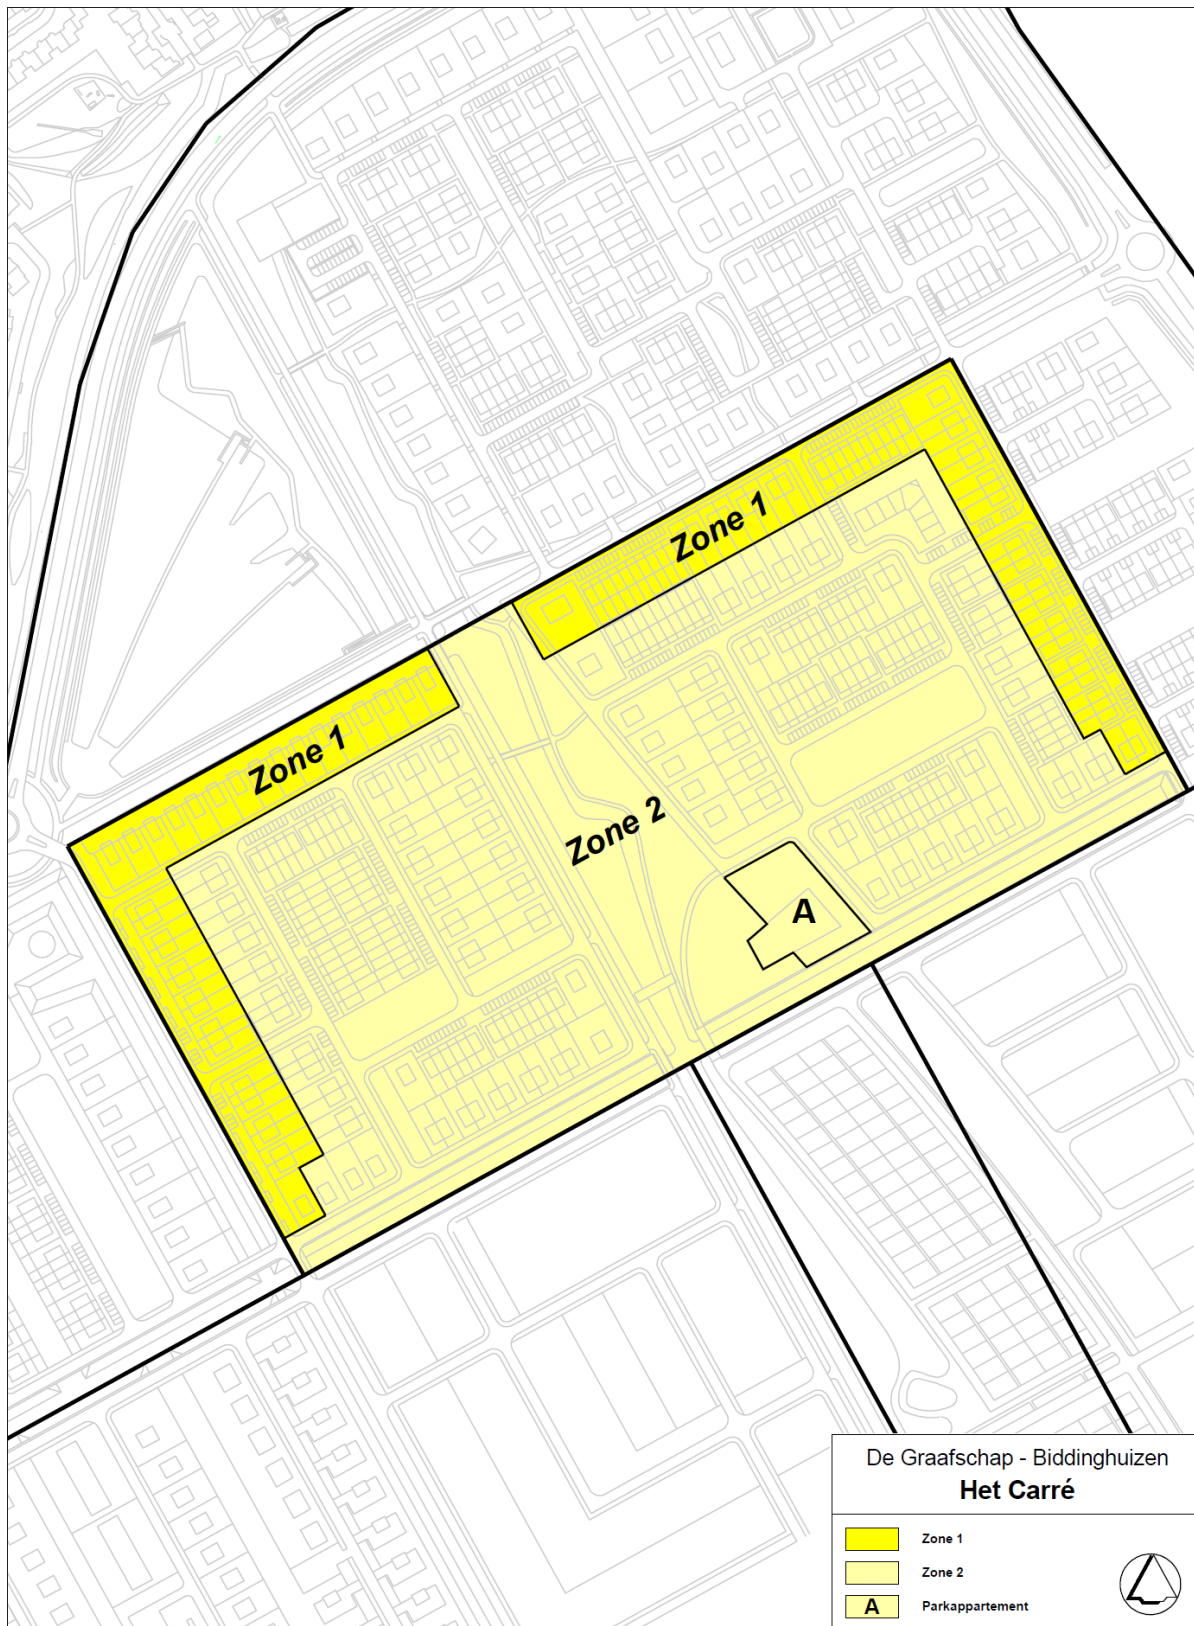 Zone 1
Zone 1
Zone 2
A
De Graafschap - Biddinghuizen
Het Carré
Zone 1
Zone 2
A Parkappartement